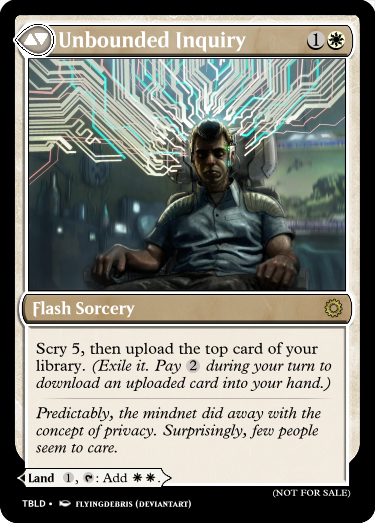 Unbounded Inquiry 1
Flash Sorcery
Scry 5, then upload the top card of your
library. (Exile it. Pay 2 during your turn to
download an uploaded card into your hand.)
Predictably, the mindnet did away with the
concept of privacy. Surprisingly, few people
seem to care.
Land 1, : Add .
(NOT FOR SALE)
TBLD • FLYINGDEBRIS (DEVIANTART)